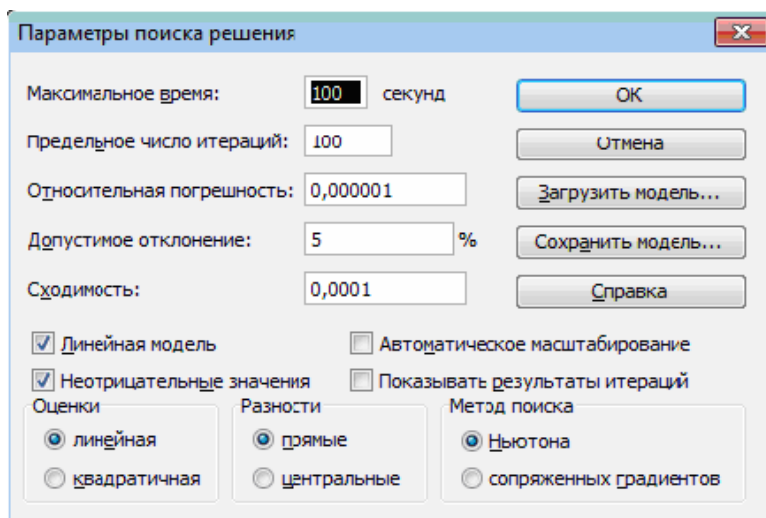 Параметры поиска решения
Максимальное время: 100 секунд
ОК
Предельное число итераций: 100
Отмена
Относительная погрешность: 0,000001
Загрузить модель...
Допустимое отклонение: 5 %
Сохранить модель...
Сходимость: 0,0001
Справка
Линейная модель
Автоматическое масштабирование
Неотрицательные значения
Показывать результаты итераций
Оценки
Разности
Метод поиска
линейная
прямые
Ньютона
квадратичная
центральные
сопряженных градиентов